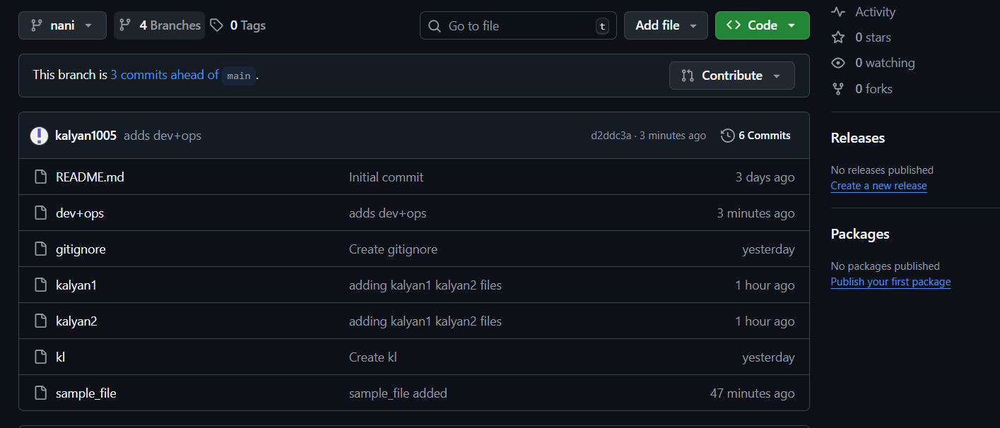 nani 4 Branches 0 Tags Go to file t Add file Code
This branch is 3 commits ahead of main .
Contribute
kalyan1005 adds dev+ops d2ddc3a · 3 minutes ago 6 Commits
README.md Initial commit 3 days ago
dev+ops adds dev+ops 3 minutes ago
gitignore Create gitignore yesterday
kalyan1 adding kalyan1 kalyan2 files 1 hour ago
kalyan2 adding kalyan1 kalyan2 files 1 hour ago
kl Create kl yesterday
sample_file sample_file added 47 minutes ago
Activity
0 stars
0 watching
0 forks
Releases
No releases published
Create a new release
Packages
No packages published
Publish your first package